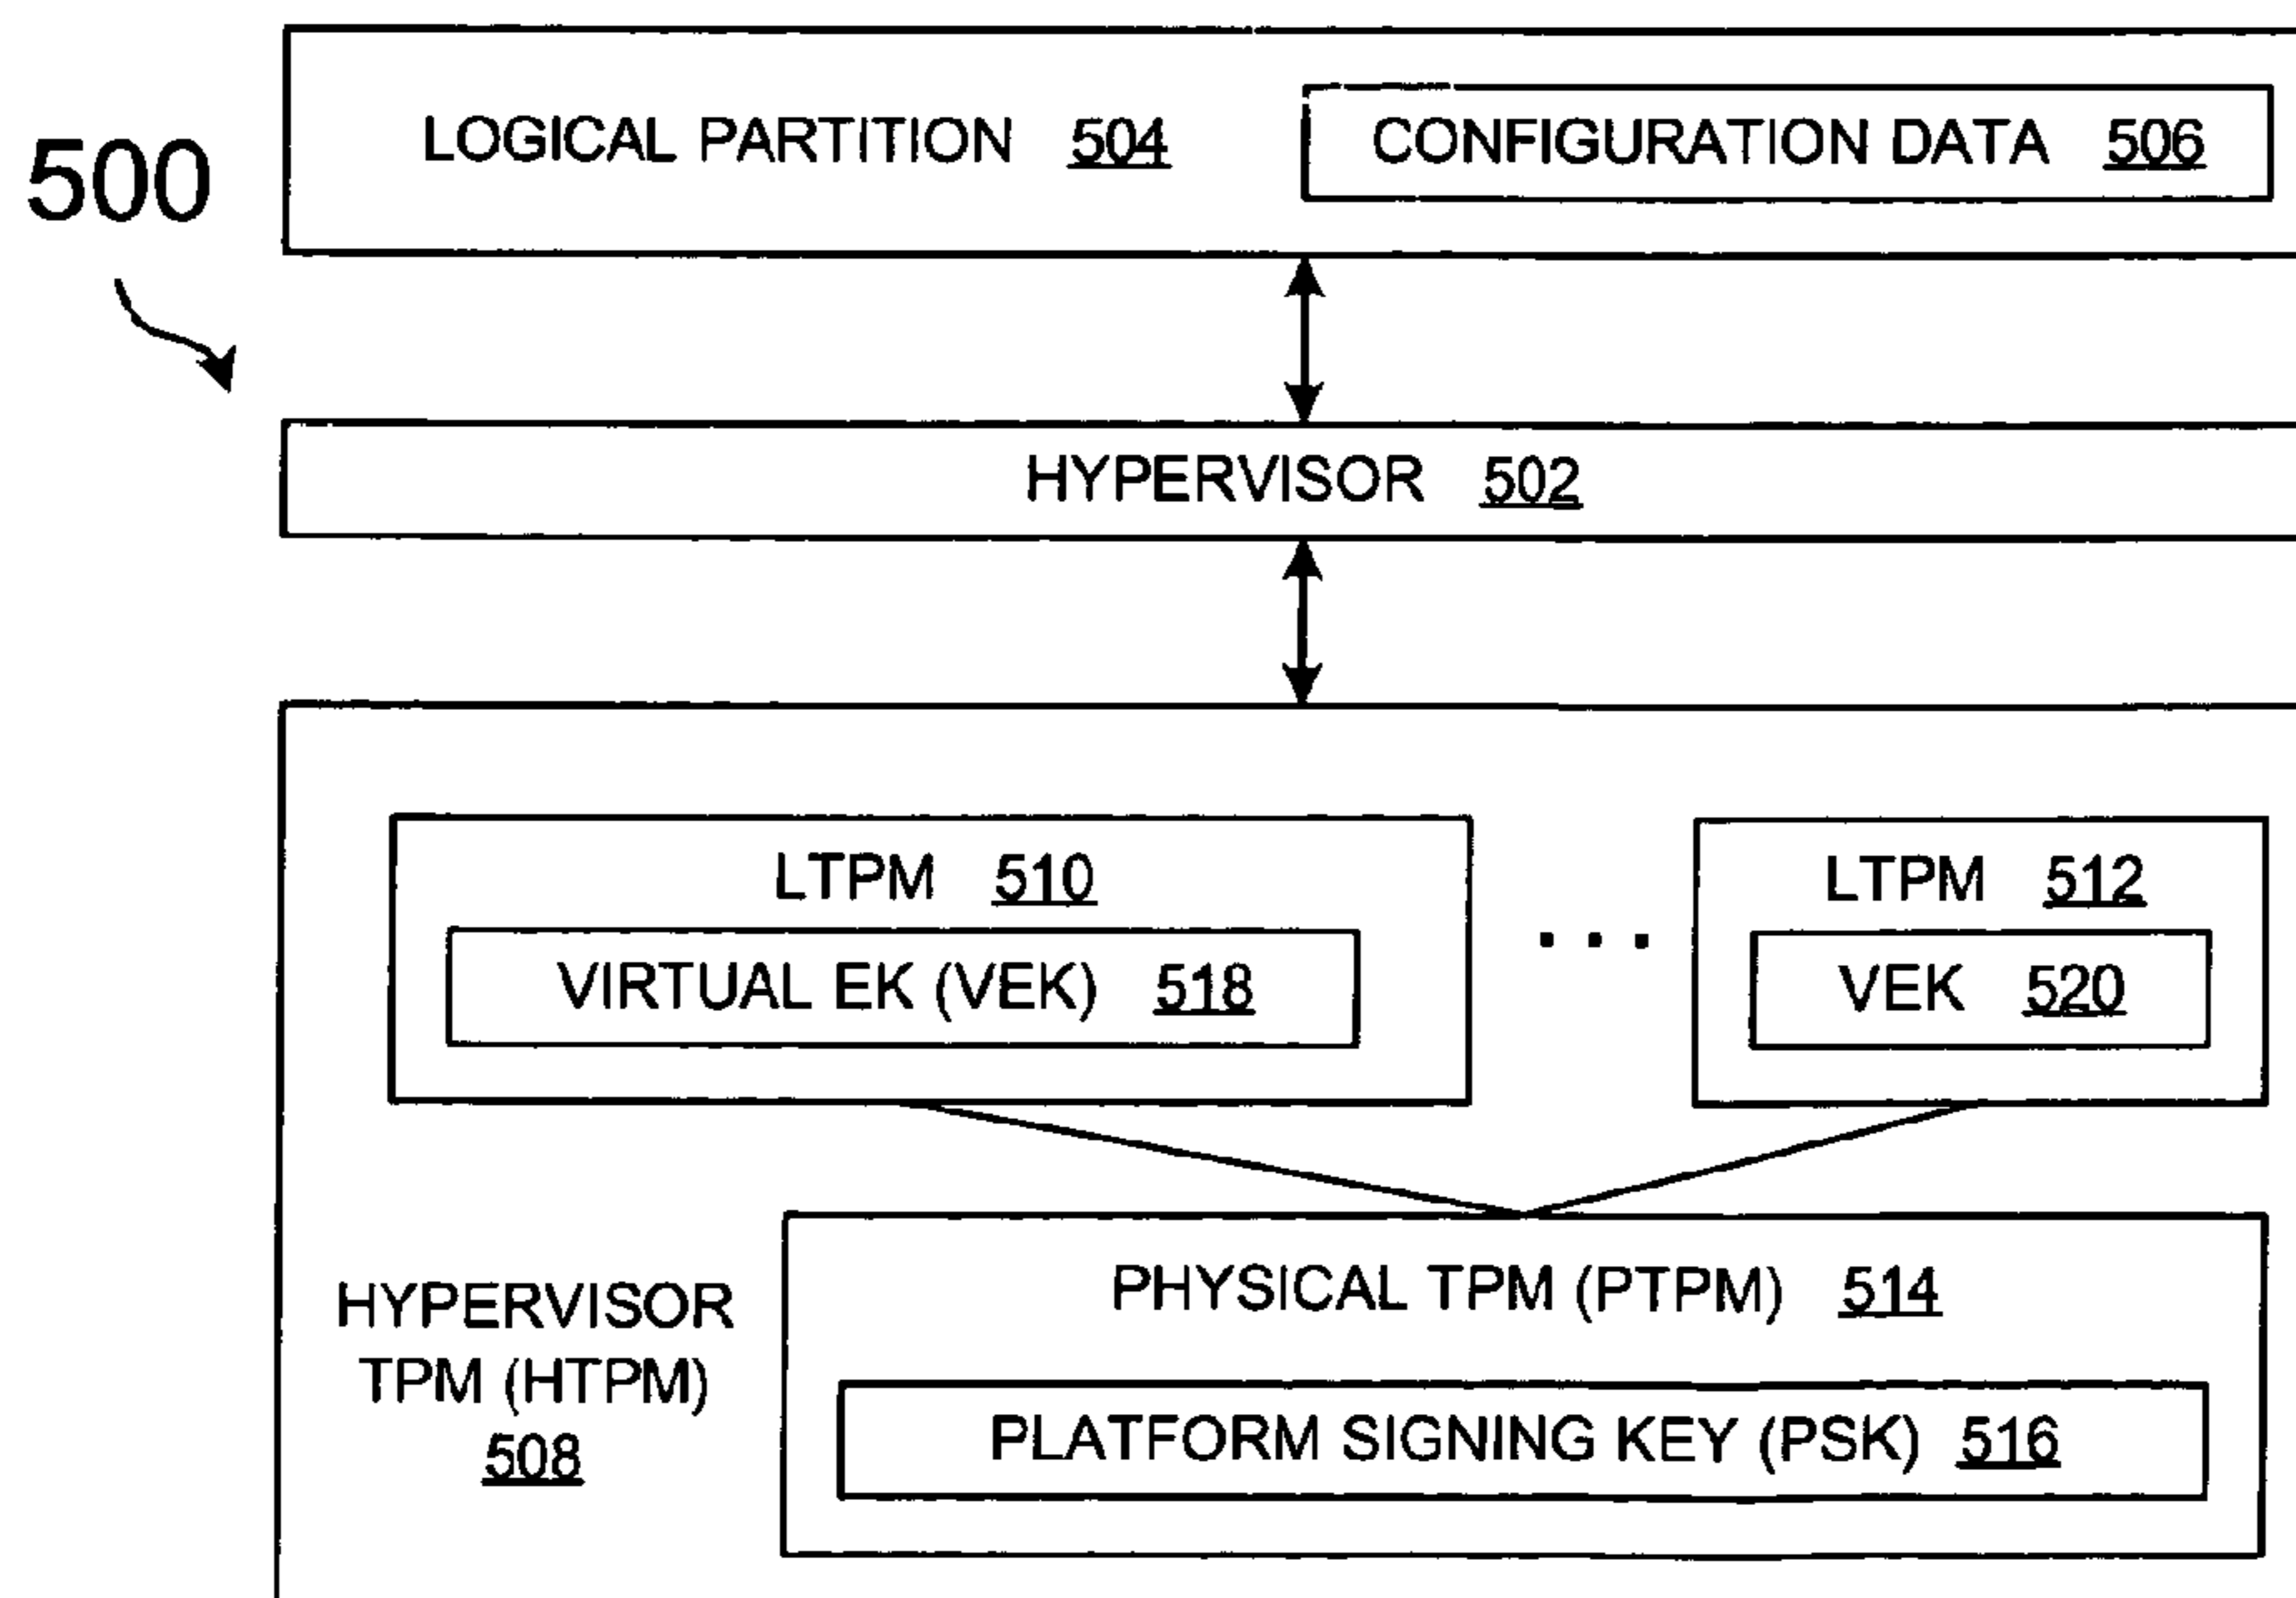 500
LOGICAL PARTITION 504
CONFIGURATION DATA 506
HYPERVISOR 502
LTPM 510
VIRTUAL EK (VEK) 518
...
LTPM 512
VEK 520
PHYSICAL TPM (PTPM) 514
PLATFORM SIGNING KEY (PSK) 516
HYPERVISOR
TPM (HTPM)
508